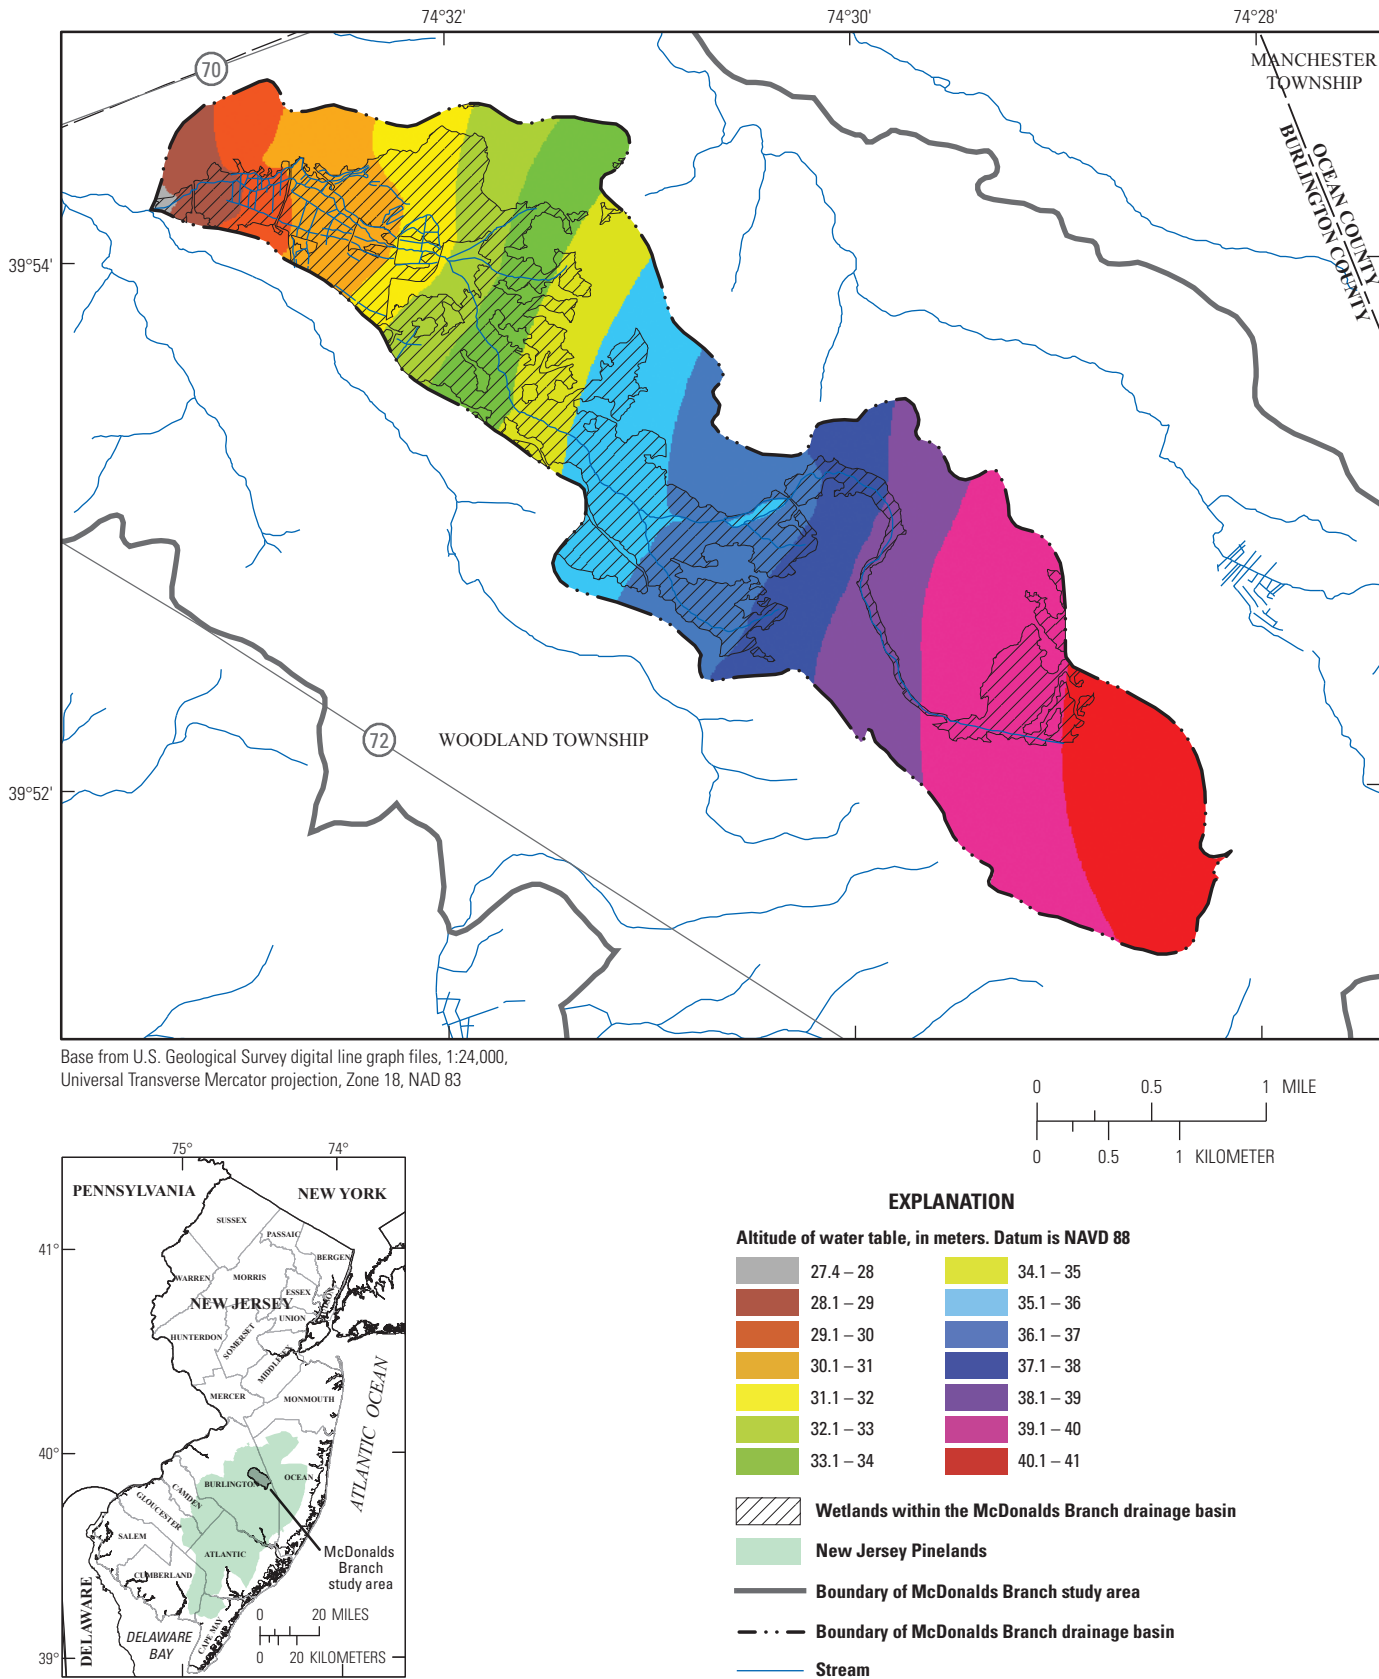 74°32'
74°30'
74°28'
MANCHESTER
TOWNSHIP
70
OCEAN COUNTY
BURLINGTON COUNTY
39°54'
72
WOODLAND TOWNSHIP
39°52'
Base from U.S. Geological Survey digital line graph files, 1:24,000,
Universal Transverse Mercator projection, Zone 18, NAD 83
0 0.5 1 MILE
0 0.5 1 KILOMETER
75°
74°
PENNSYLVANIA
NEW YORK
SUSSEX
PASSAIC
BERGEN
41°
WARREN
MORRIS
ESSEX
NEW JERSEY
UNION
HUNTERDON
SOMERSET
MIDDLESEX
MERCER
MONMOUTH
ATLANTIC OCEAN
40°
BURLINGTON
OCEAN
CAMDEN
GLOUCESTER
SALEM
ATLANTIC
CUMBERLAND
McDonalds
Branch
study area
CAPE MAY
DELAWARE
DELAWARE
BAY
0 20 MILES
0 20 KILOMETERS
39°
EXPLANATION
Altitude of water table, in meters. Datum is NAVD 88
27.4 – 28
28.1 – 29
29.1 – 30
30.1 – 31
31.1 – 32
32.1 – 33
33.1 – 34
34.1 – 35
35.1 – 36
36.1 – 37
37.1 – 38
38.1 – 39
39.1 – 40
40.1 – 41
Wetlands within the McDonalds Branch drainage basin
New Jersey Pinelands
Boundary of McDonalds Branch study area
Boundary of McDonalds Branch drainage basin
Stream